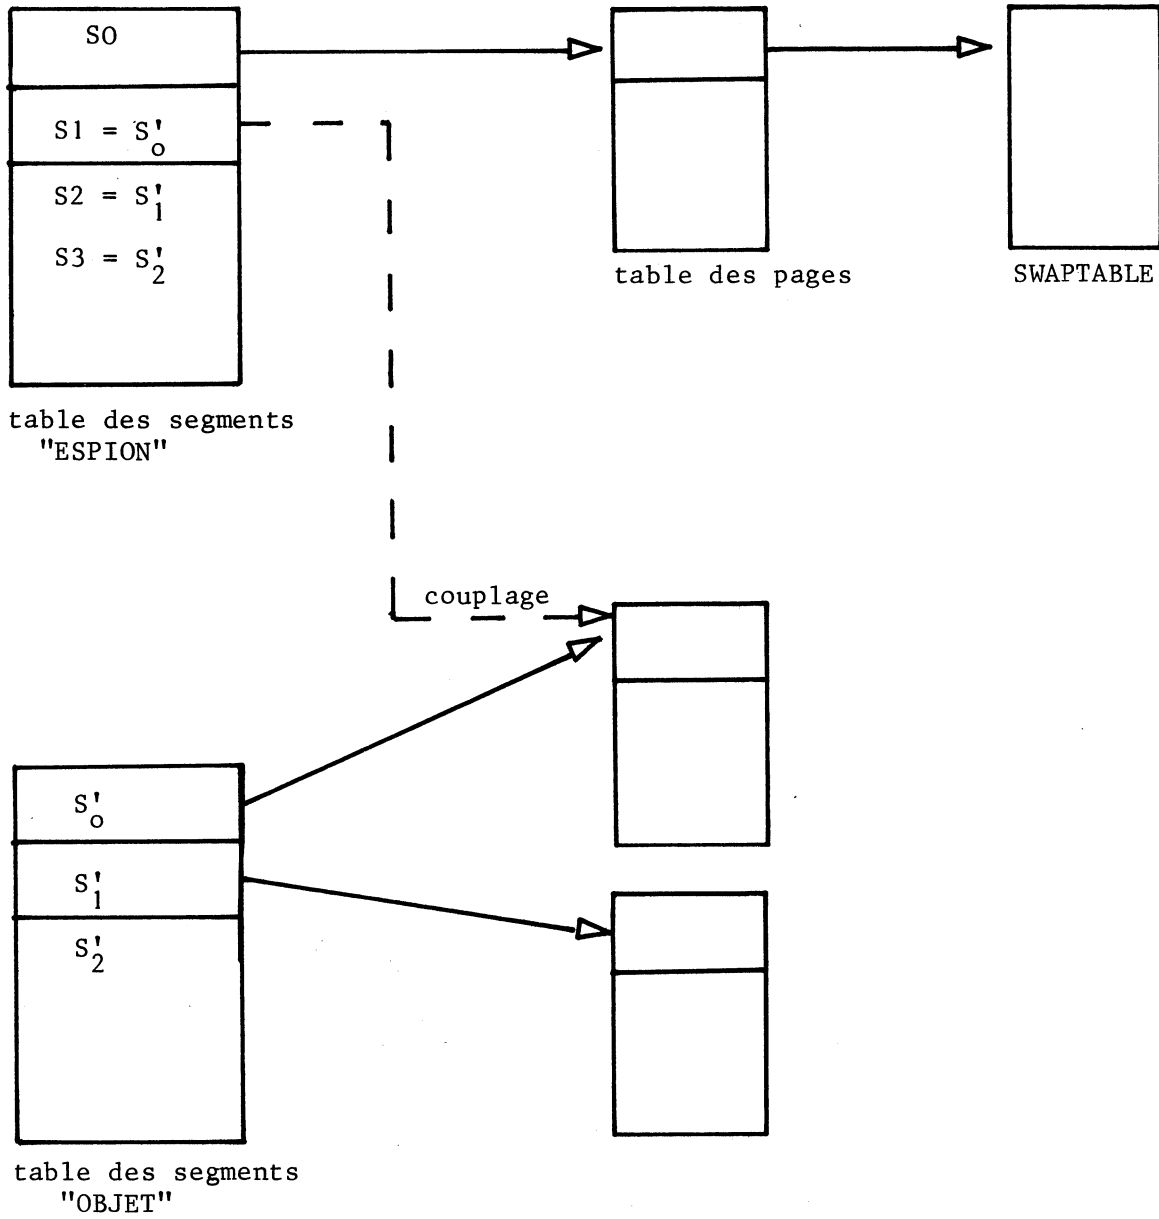 SO
S1 = S'o
S2 = S'1
S3 = S'2
table des segments
"ESPION"
table des pages
SWAPTABLE
couplage
S'o
S'1
S'2
table des segments
"OBJET"